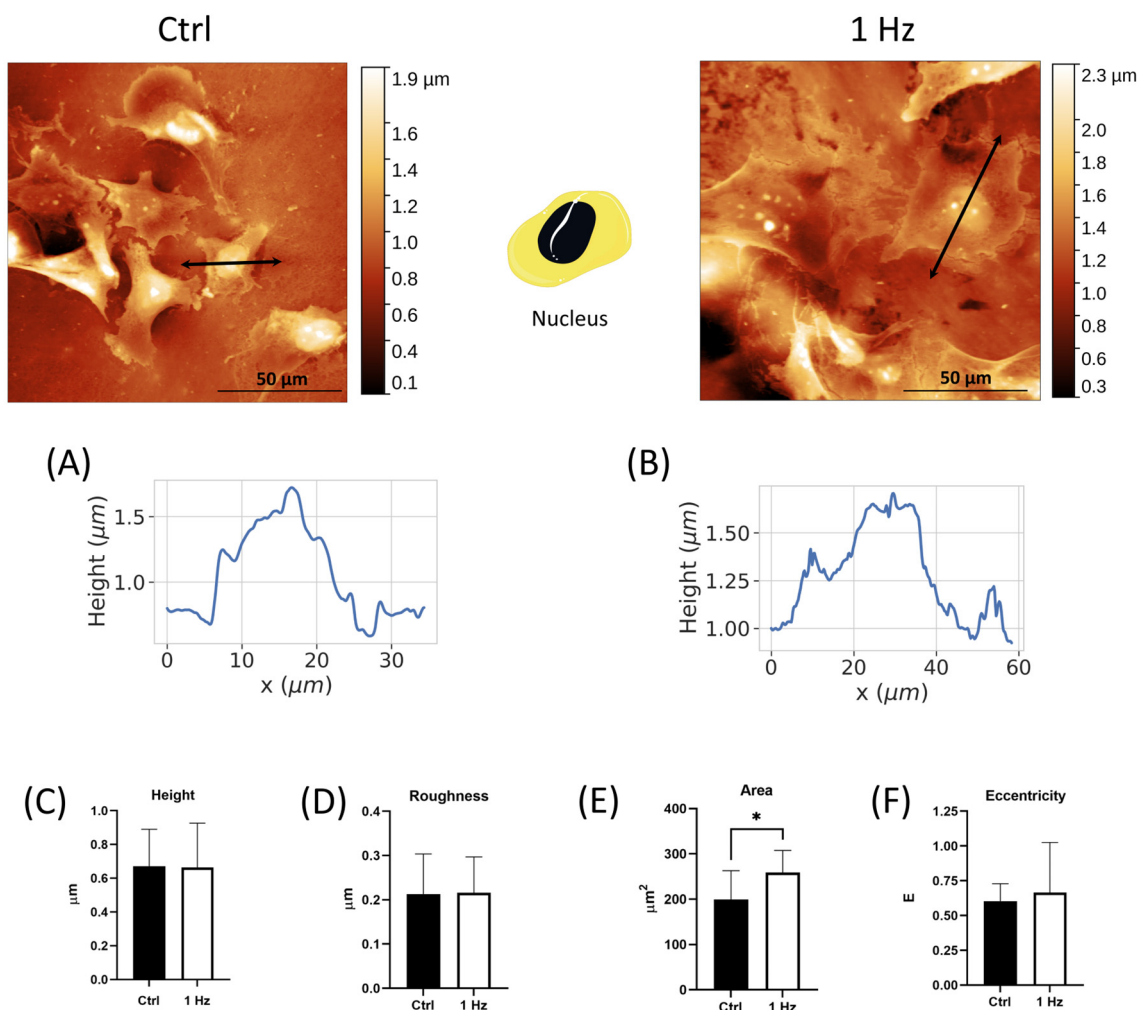 Ctrl
1 Hz
1.9 µm
1.6
1.4
1.2
1.0
0.8
0.6
0.4
0.1
50 µm
Nucleus
2.3 µm
2.0
1.8
1.6
1.4
1.2
1.0
0.8
0.6
0.3
50 µm
(A)
Height (µm)
1.5
1.0
0 10 20 30
x (µm)
(B)
Height (µm)
1.50
1.25
1.00
0 20 40 60
x (µm)
(C)
Height
µm
1.0
0.8
0.6
0.4
0.2
0.0
Ctrl 1 Hz
(D)
Roughness
µm
0.4
0.3
0.2
0.1
0.0
Ctrl 1 Hz
(E)
Area
µm²
400
300
200
100
0
*
Ctrl 1 Hz
(F)
Eccentricity
E
1.25
1.00
0.75
0.50
0.25
0.00
Ctrl 1 Hz